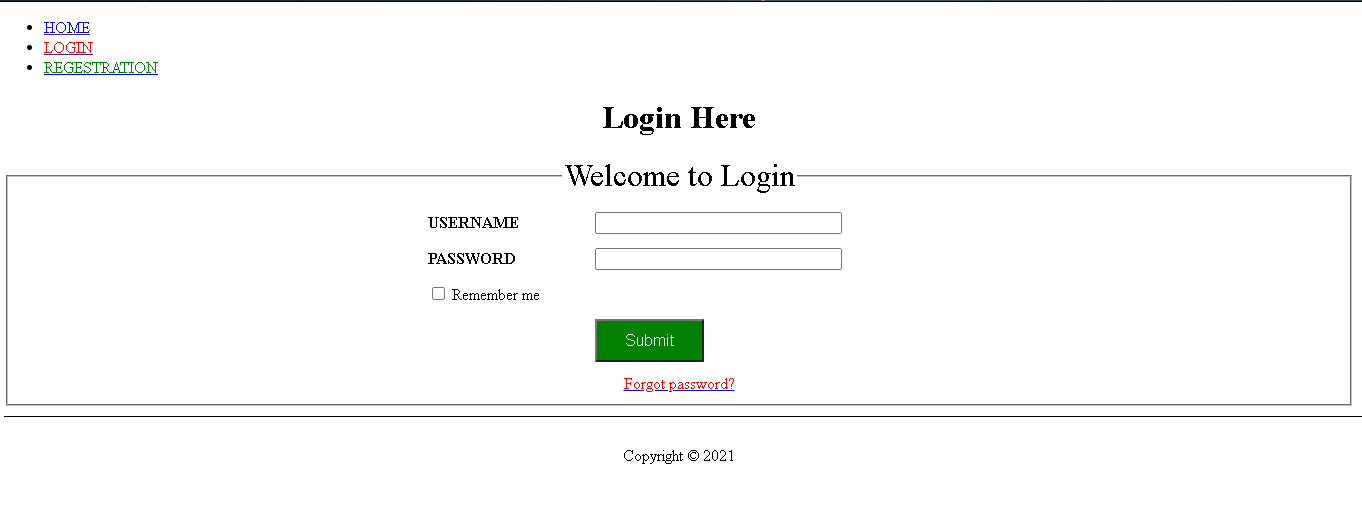 HOME
LOGIN
REGESTRATION
Login Here
Welcome to Login
USERNAME
PASSWORD
Remember me
Submit
Forgot password?
Copyright © 2021